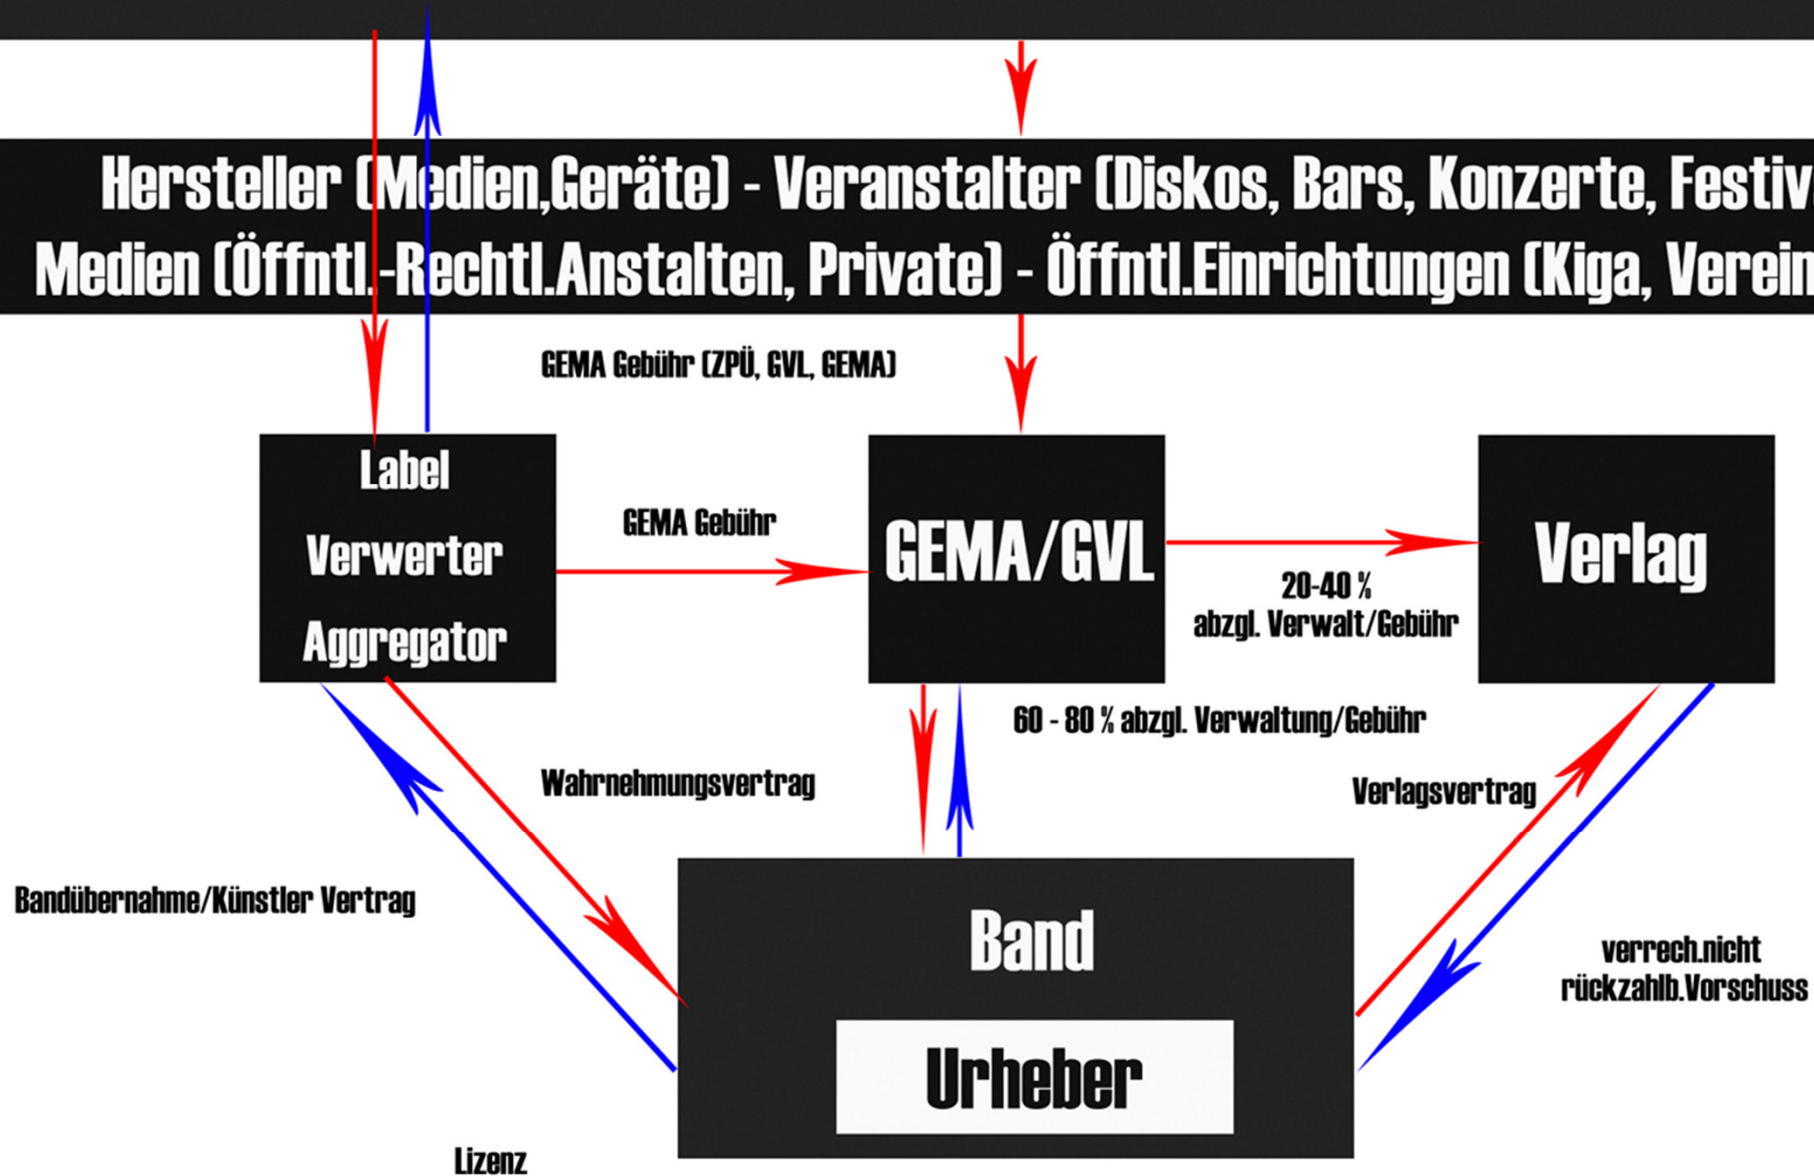 Hersteller (Medien,Geräte) - Veranstalter (Diskos, Bars, Konzerte, Festiv
Medien (Öffntl.-Rechtl.Anstalten, Private) - Öffntl.Einrichtungen (Kiga, Verein
GEMA Gebühr (ZPÜ, GVL, GEMA)
Label
Verwerter
Aggregator
GEMA Gebühr
GEMA/GVL
20-40 %
abzgl. Verwalt/Gebühr
Verlag
60 - 80 % abzgl. Verwaltung/Gebühr
Wahrnehmungsvertrag
Verlagsvertrag
Bandübernahme/Künstler Vertrag
Band
verrech.nicht
rückzahlb.Vorschuss
Urheber
Lizenz